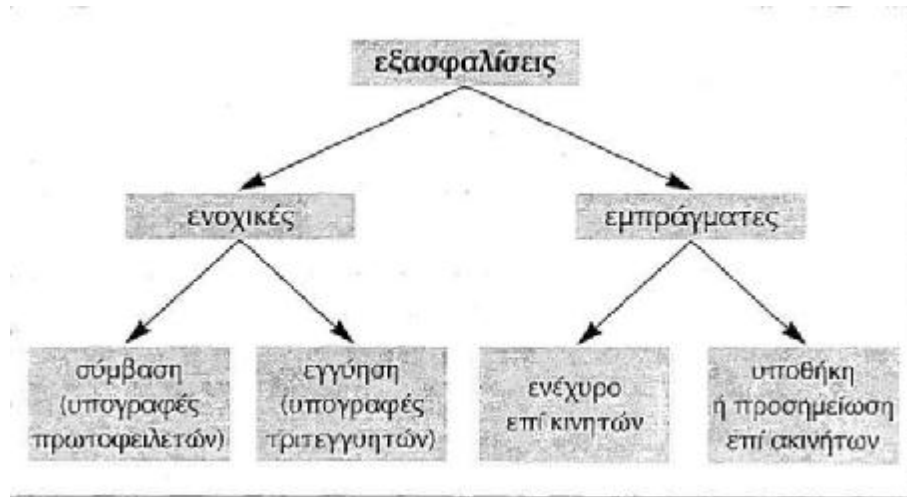 εξασφαλίσεις
ενοχικές
εμπράγματες
σύμβαση
(υπογραφές
πρωτοφειλετών)
εγγύηση
(υπογραφές
τριτεγγυητών)
ενέχυρο
επί κινητών
υποθήκη
ή προσημείωση
επί ακινήτων